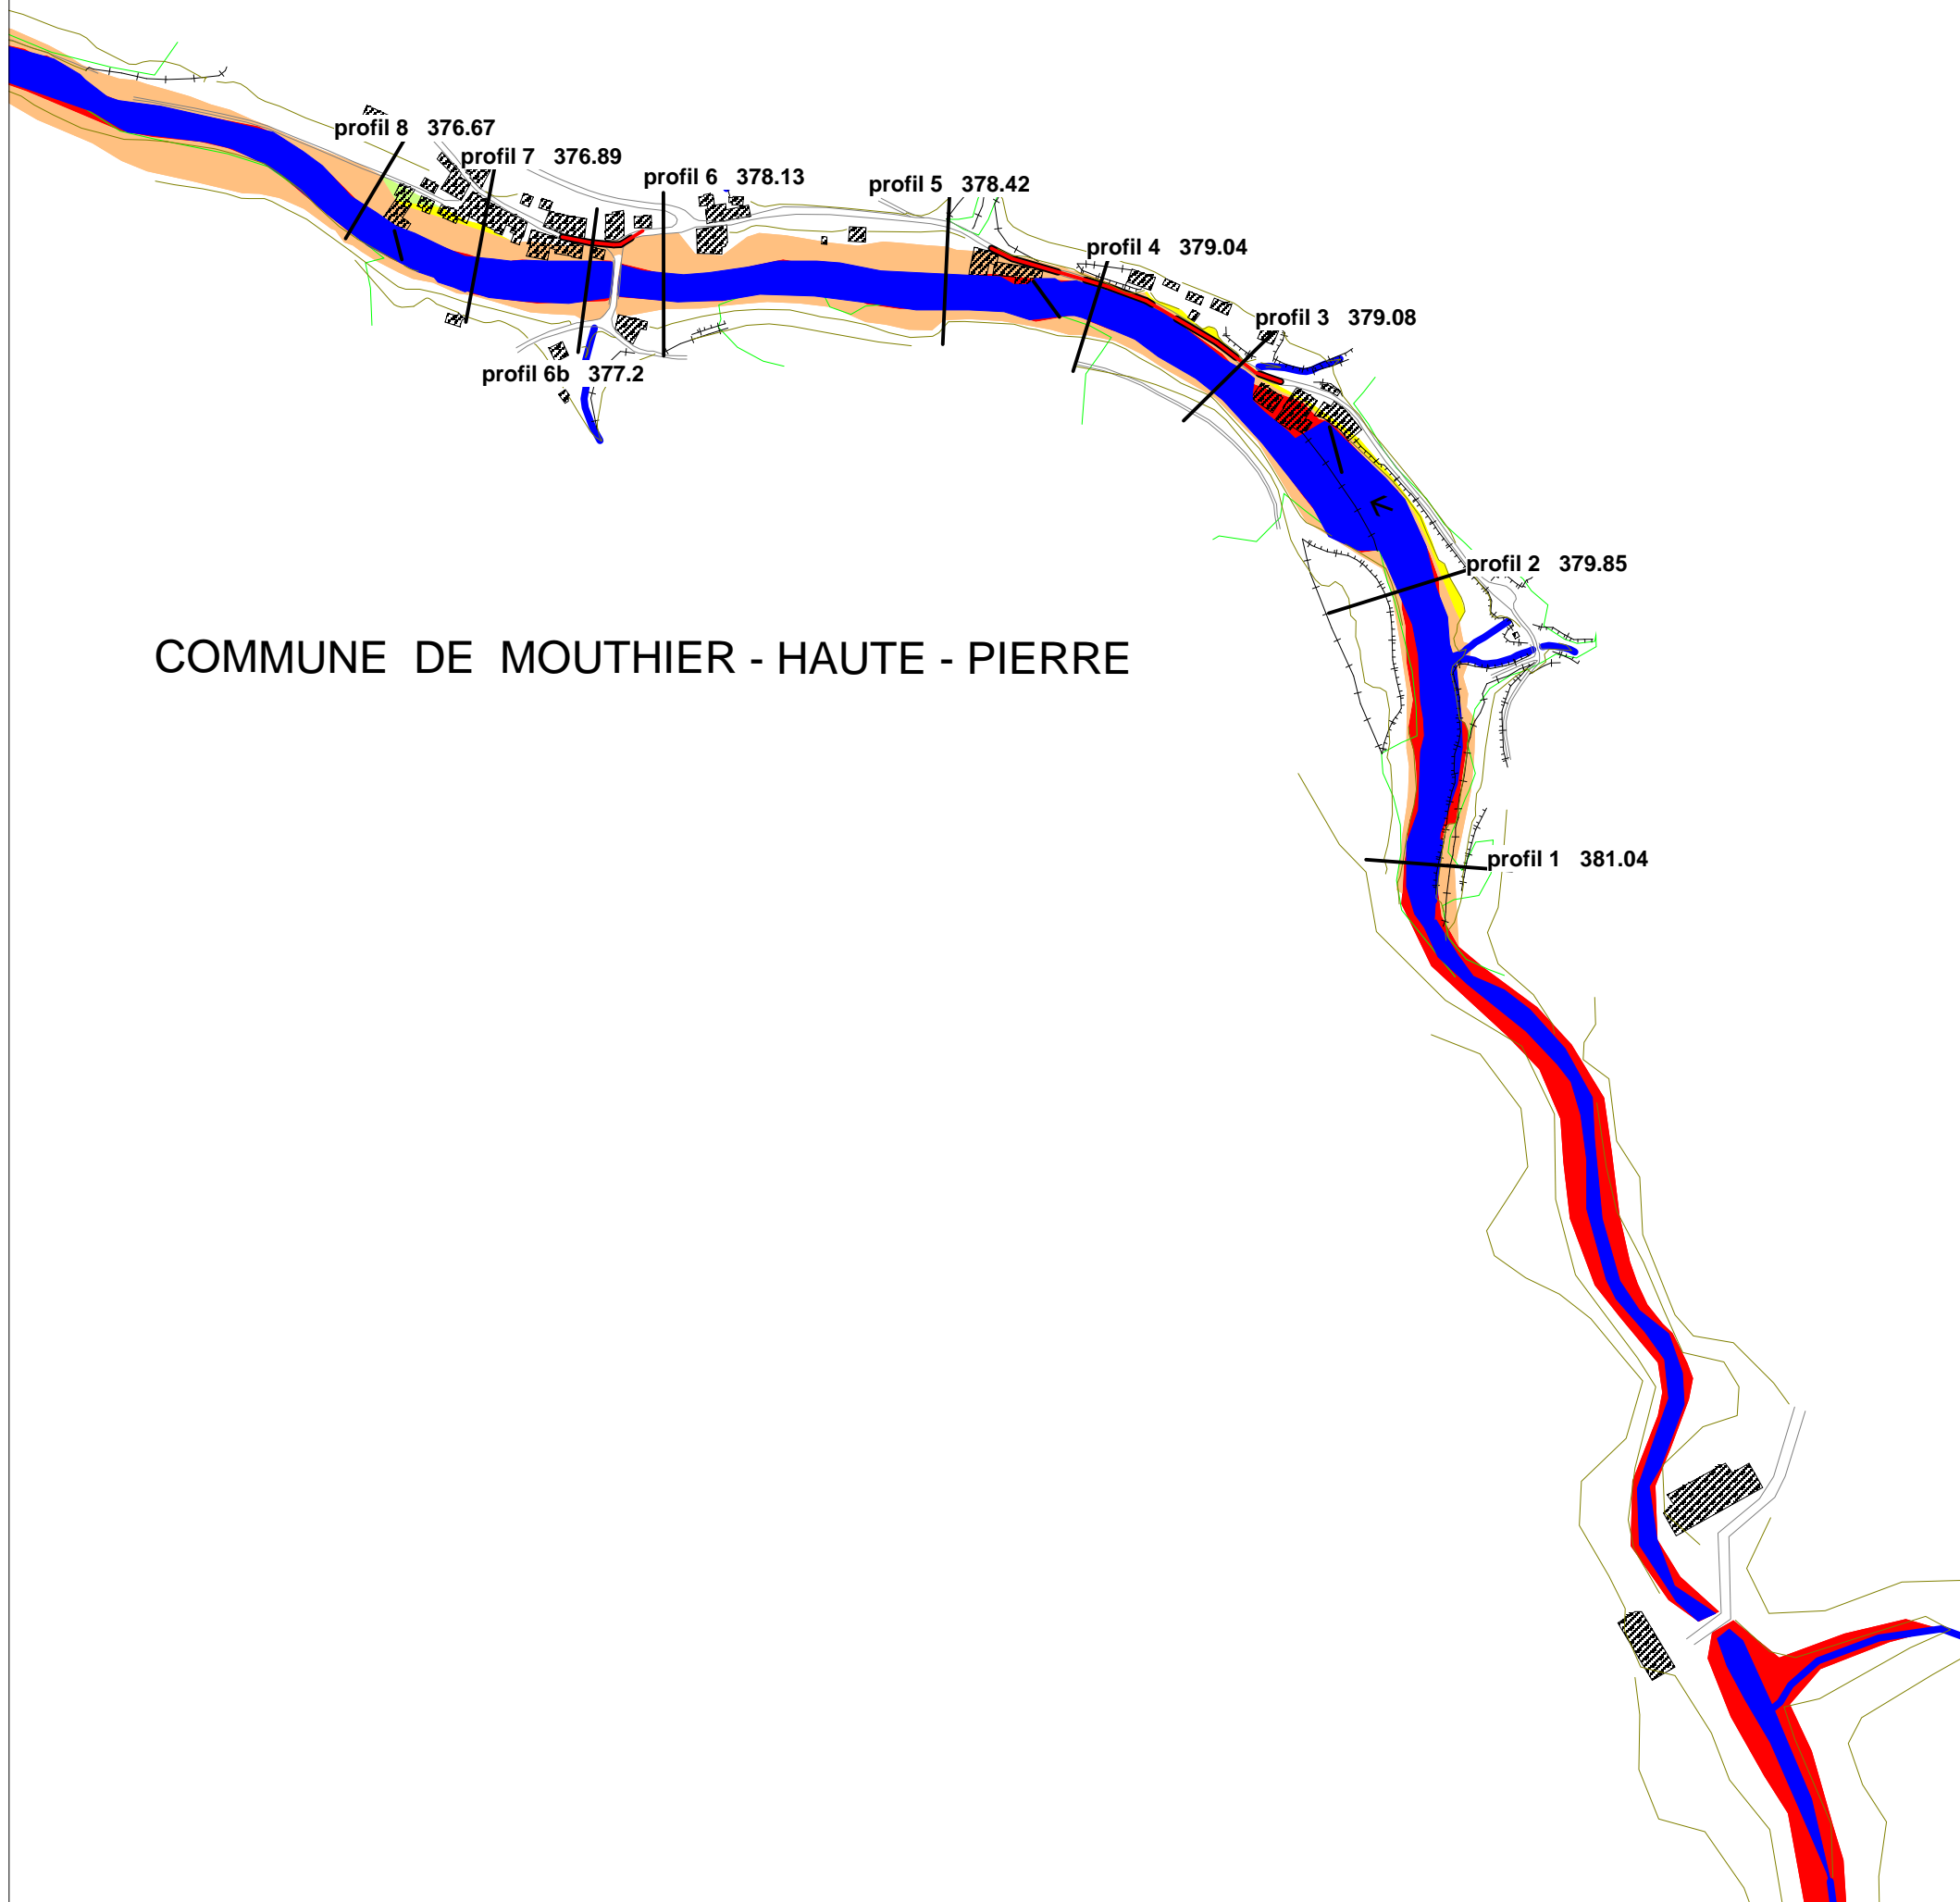 profil 8 376.67
profil 7 376.89
profil 6 378.13
profil 5 378.42
profil 4 379.04
profil 3 379.08
profil 6b 377.2
profil 2 379.85
COMMUNE DE MOUTHIER - HAUTE - PIERRE
profil 1 381.04